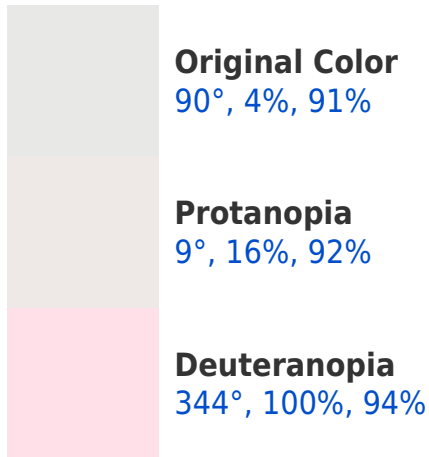 Original Color
90°, 4%, 91%
Protanopia
9°, 16%, 92%
Deuteranopia
344°, 100%, 94%